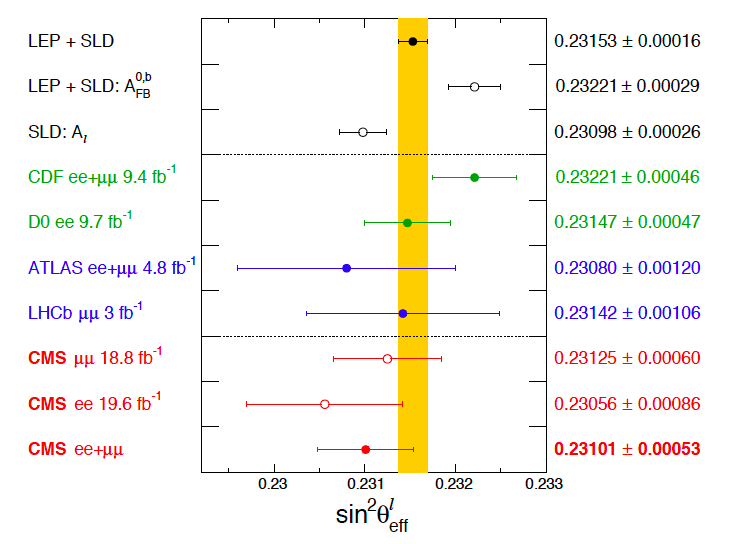 LEP + SLD 0.23153 ± 0.00016
LEP + SLD: A^{0,b}_{FB} 0.23221 ± 0.00029
SLD: A_l 0.23098 ± 0.00026
CDF ee+μμ 9.4 fb^{-1} 0.23221 ± 0.00046
D0 ee 9.7 fb^{-1} 0.23147 ± 0.00047
ATLAS ee+μμ 4.8 fb^{-1} 0.23080 ± 0.00120
LHCb μμ 3 fb^{-1} 0.23142 ± 0.00106
CMS μμ 18.8 fb^{-1} 0.23125 ± 0.00060
CMS ee 19.6 fb^{-1} 0.23056 ± 0.00086
CMS ee+μμ 0.23101 ± 0.00053
0.23 0.231 0.232 0.233
sin^2θ^l_{eff}